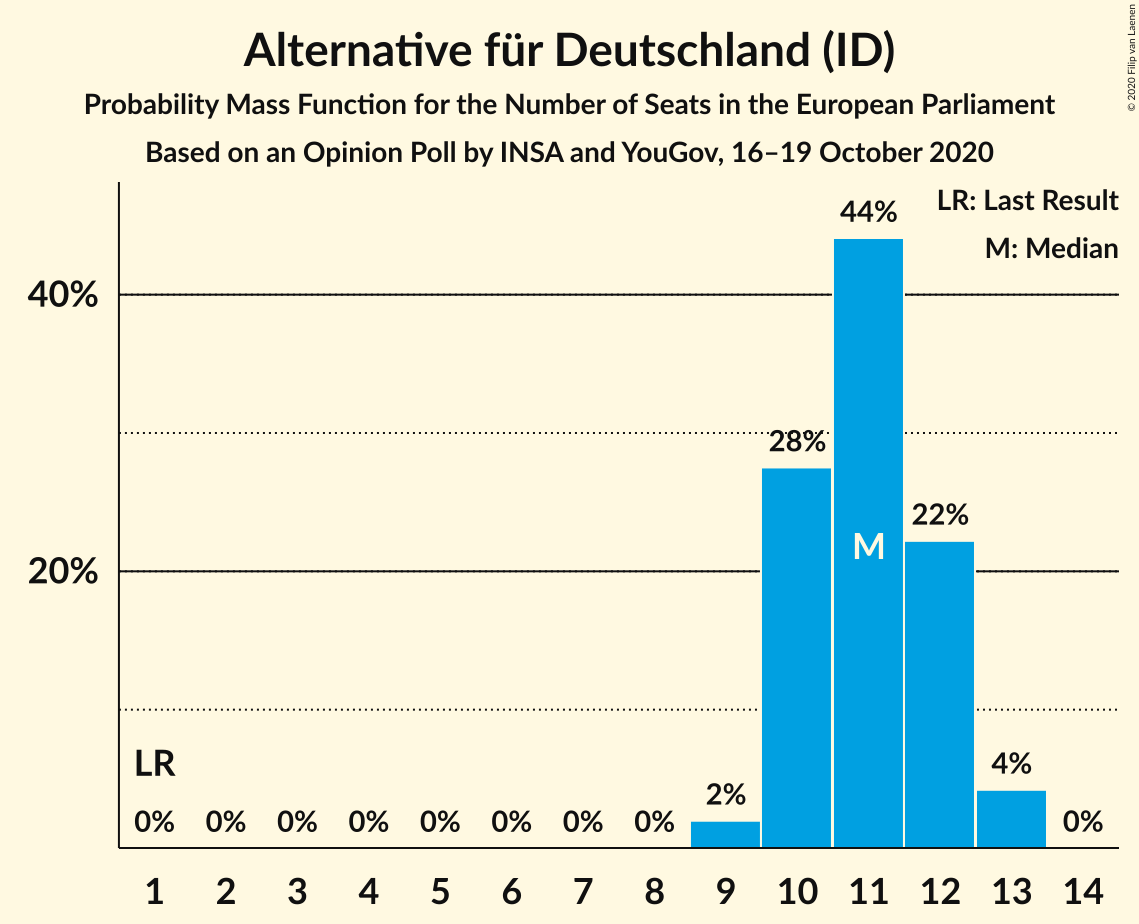 Alternative für Deutschland (ID)
Probability Mass Function for the Number of Seats in the European Parliament
Based on an Opinion Poll by INSA and YouGov, 16–19 October 2020
© 2020 Filip van Laenen
LR: Last Result
M: Median
44%
40%
28%
22%
M
20%
LR
4%
2%
0% 0% 0% 0% 0% 0% 0% 0% 0%
1 2 3 4 5 6 7 8 9 10 11 12 13 14